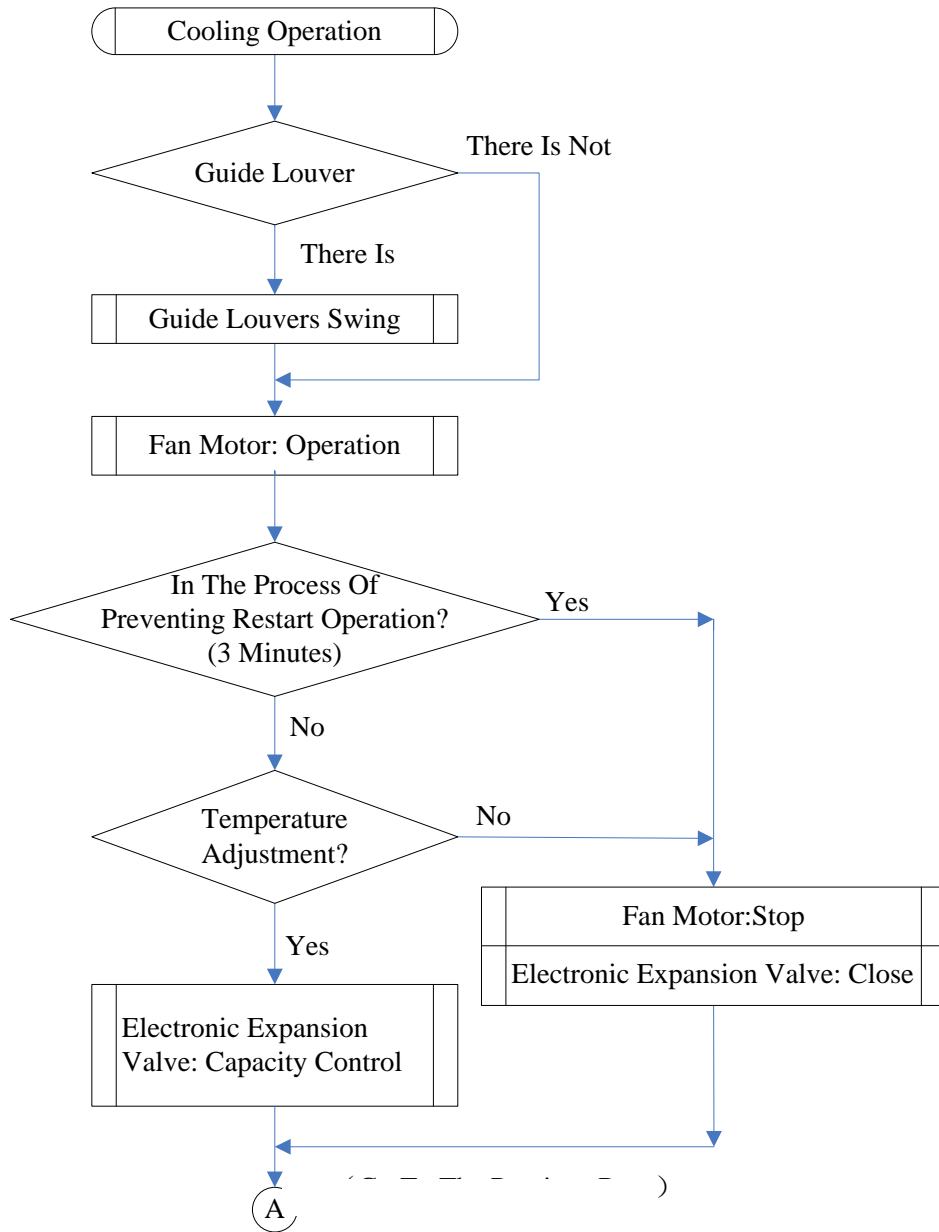 Cooling Operation
There Is Not
Guide Louver
There Is
Guide Louvers Swing
Fan Motor: Operation
In The Process Of
Preventing Restart Operation?
(3 Minutes)
Yes
No
Temperature
Adjustment?
No
Yes
Fan Motor:Stop
Electronic Expansion Valve: Close
Electronic Expansion
Valve: Capacity Control
A